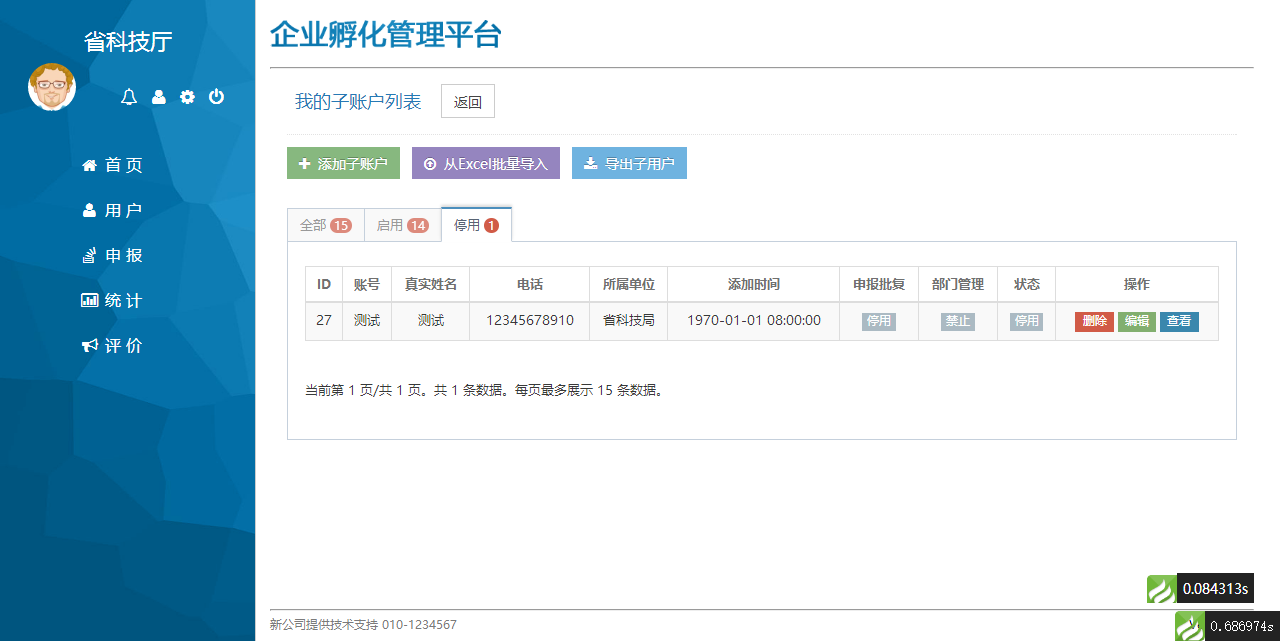 省科技厅
首 页
用 户
申 报
统 计
评 价
企业孵化管理平台
我的子账户列表 返回
添加子账户 从Excel批量导入 导出子用户
全部 15 启用 14 停用 1
ID 账号 真实姓名 电话 所属单位 添加时间 申报批复 部门管理 状态 操作
27 测试 测试 12345678910 省科技局 1970-01-01 08:00:00 停用 禁止 停用 删除 编辑 查看
当前第 1 页/共 1 页。共 1 条数据。每页最多展示 15 条数据。
0.084313s
新公司提供技术支持 010-1234567
0.686974s